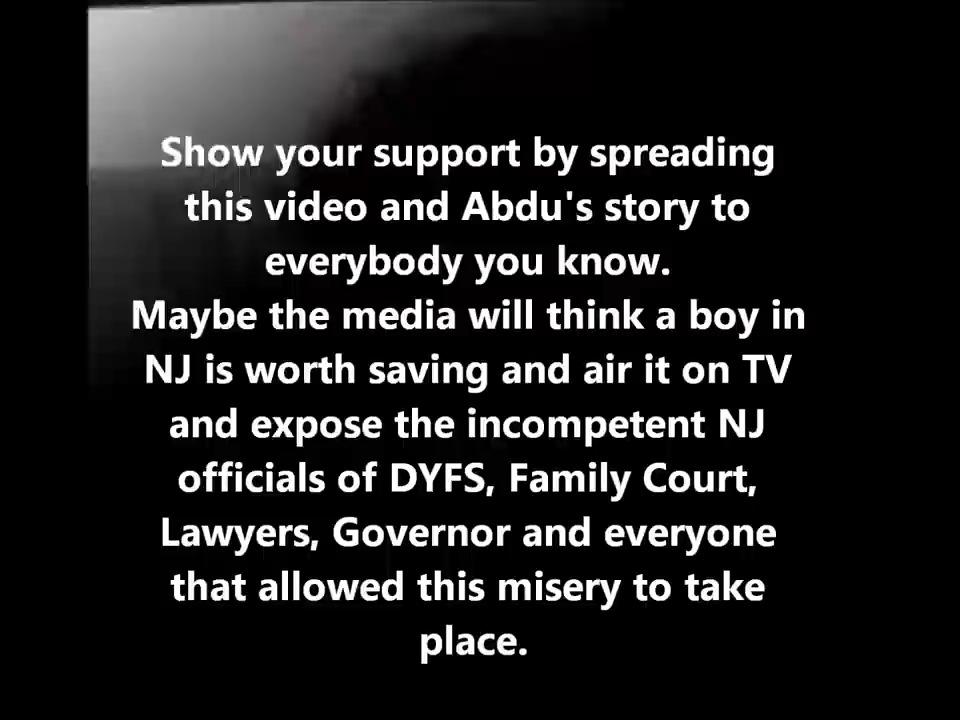 Show your support by spreading
this video and Abdu's story to
everybody you know.
Maybe the media will think a boy in
NJ is worth saving and air it on TV
and expose the incompetent NJ
officials of DYFS, Family Court,
Lawyers, Governor and everyone
that allowed this misery to take
place.